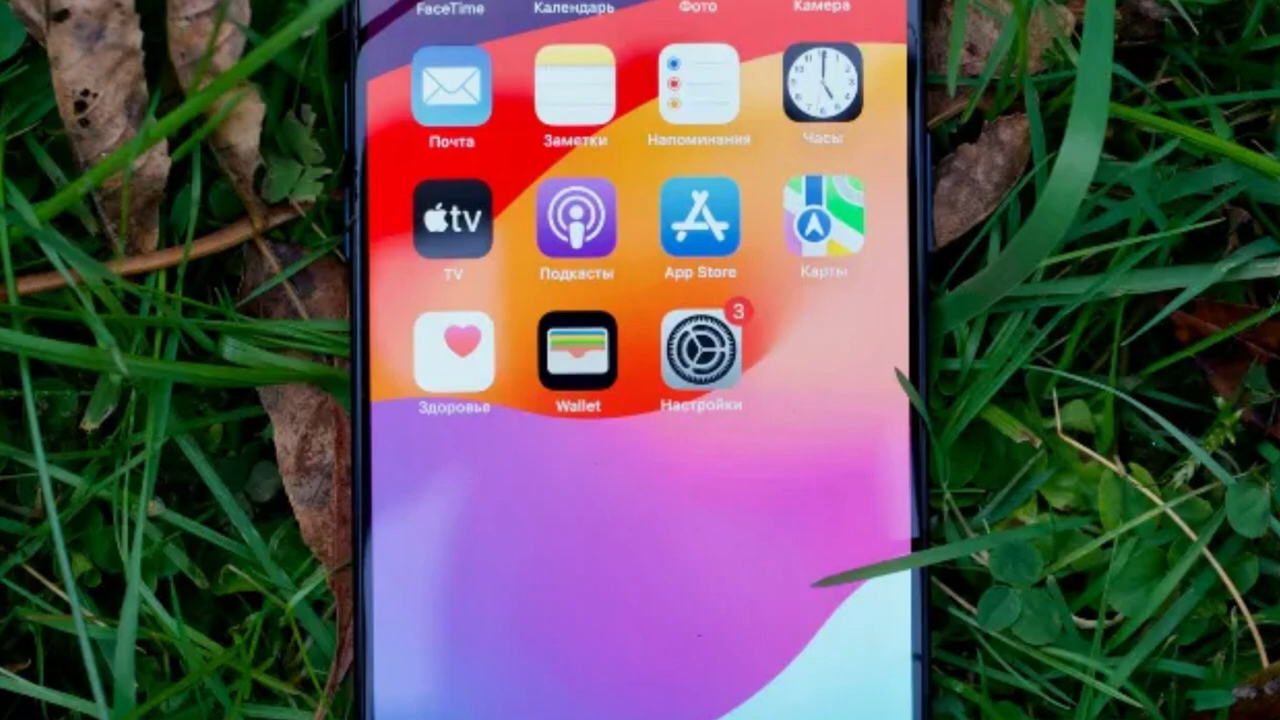 FaceTime Календарь Фото Камера
Почта Заметки Напоминания Часы
tv
TV Подкасты App Store Карты
3
Здоровье Wallet Настройки